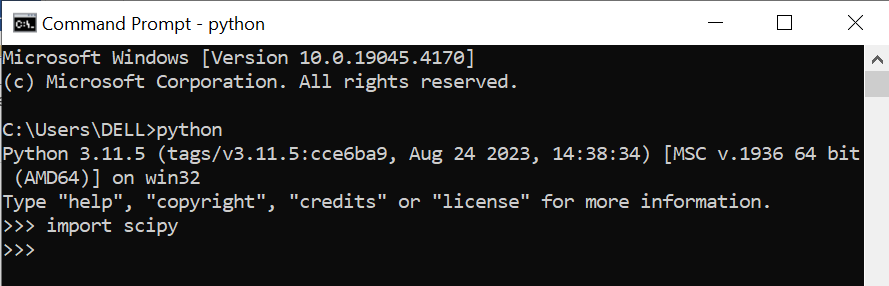 Command Prompt - python
Microsoft Windows [Version 10.0.19045.4170]
(c) Microsoft Corporation. All rights reserved.
C:\Users\DELL>python
Python 3.11.5 (tags/v3.11.5:cce6ba9, Aug 24 2023, 14:38:34) [MSC v.1936 64 bit
(AMD64)] on win32
Type "help", "copyright", "credits" or "license" for more information.
>>> import scipy
>>>